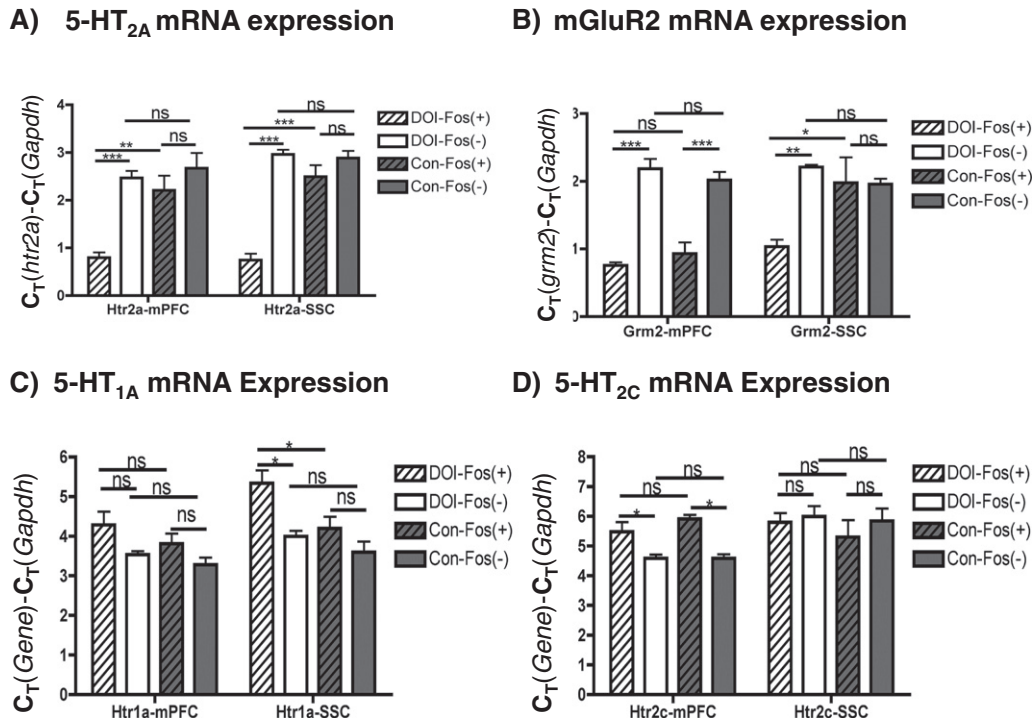 A) 5-HT2A mRNA expression
B) mGluR2 mRNA expression
CT(htr2a)-CT(Gapdh)
4
3
2
1
0
ns
ns
**
***
ns
***
ns
***
Htr2a-mPFC
Htr2a-SSC
DOI-Fos(+)
DOI-Fos(-)
Con-Fos(+)
Con-Fos(-)
CT(grm2)-CT(Gapdh)
3
2
1
0
ns
ns
***
***
ns
*
**
ns
Grm2-mPFC
Grm2-SSC
DOI-Fos(+)
DOI-Fos(-)
Con-Fos(+)
Con-Fos(-)
C) 5-HT1A mRNA Expression
D) 5-HT2C mRNA Expression
CT(Gene)-CT(Gapdh)
6
5
4
3
2
1
0
ns
ns
ns
ns
*
*
ns
ns
Htr1a-mPFC
Htr1a-SSC
DOI-Fos(+)
DOI-Fos(-)
Con-Fos(+)
Con-Fos(-)
CT(Gene)-CT(Gapdh)
8
7
6
5
4
3
2
1
0
ns
ns
*
*
ns
ns
ns
ns
Htr2c-mPFC
Htr2c-SSC
DOI-Fos(+)
DOI-Fos(-)
Con-Fos(+)
Con-Fos(-)